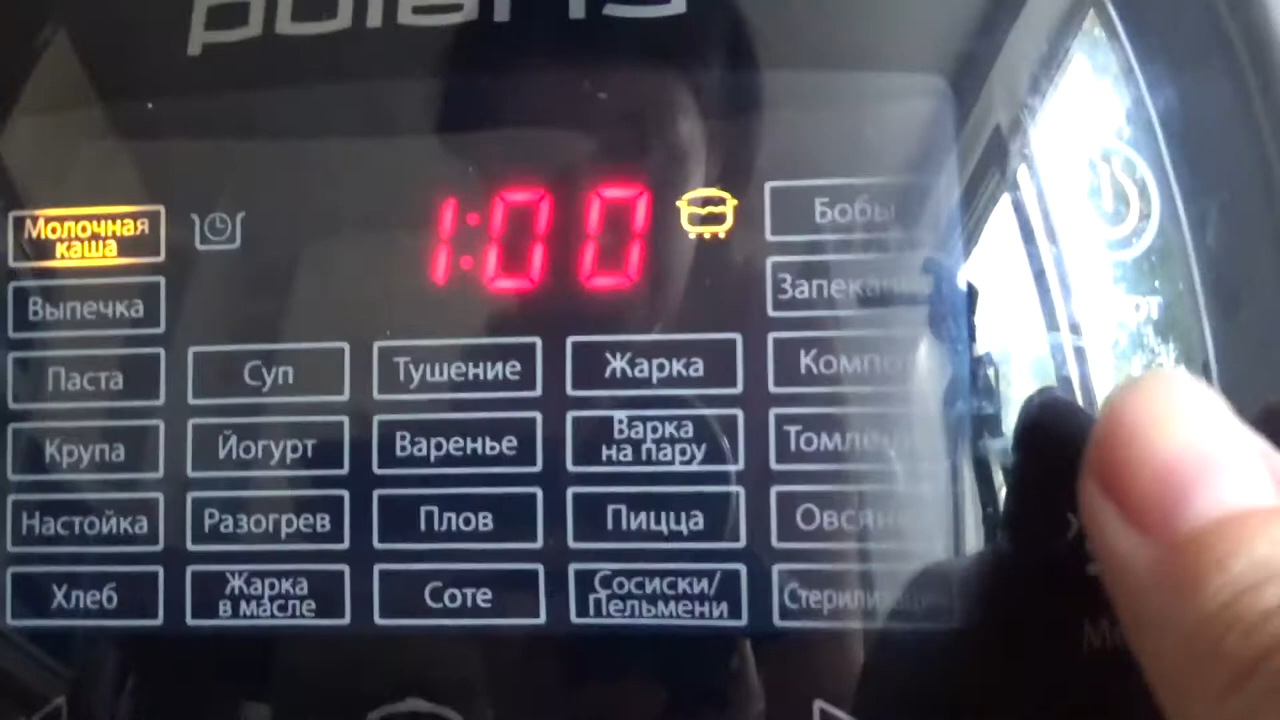 polaris
1:00
Молочная
каша
Выпечка
Паста
Крупа
Настойка
Хлеб
Суп
Йогурт
Разогрев
Жарка
в масле
Тушение
Варенье
Плов
Соте
Жарка
Варка
на пару
Пицца
Сосиски/
Пельмени
Бобы